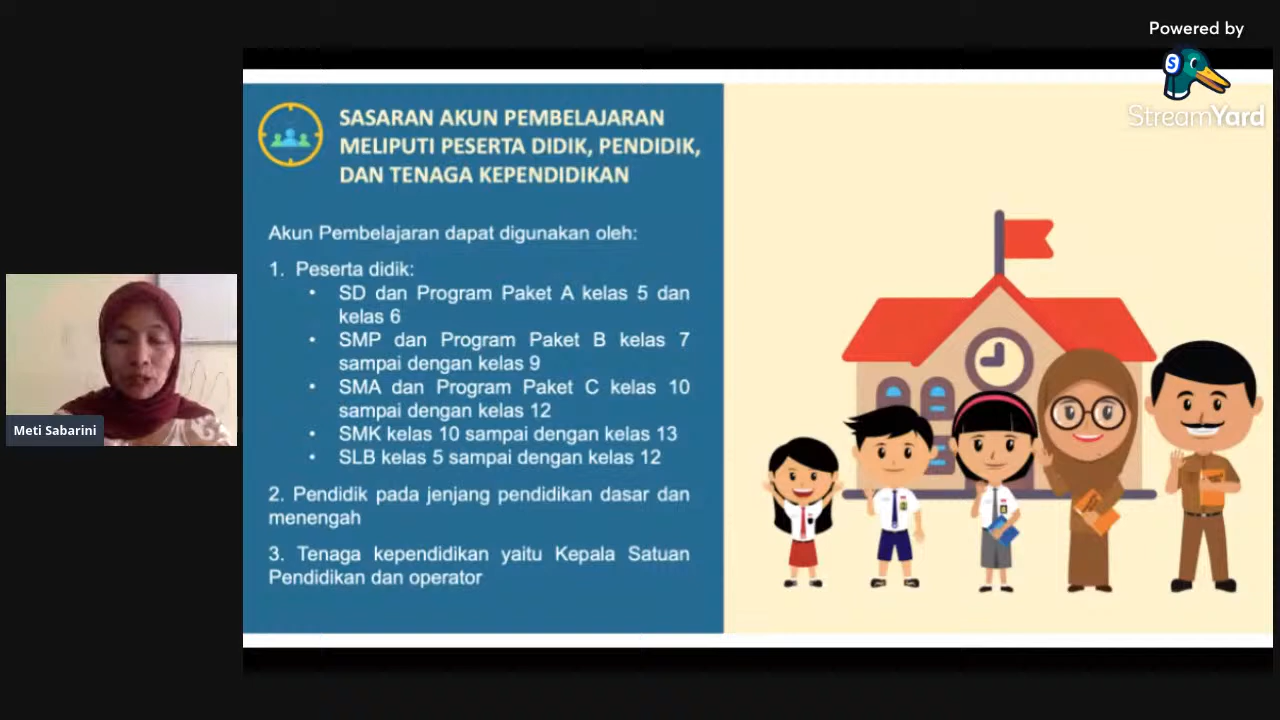 Powered by
StreamYard
SASARAN AKUN PEMBELAJARAN
MELIPUTI PESERTA DIDIK, PENDIDIK,
DAN TENAGA KEPENDIDIKAN
Akun Pembelajaran dapat digunakan oleh:
1. Peserta didik:
• SD dan Program Paket A kelas 5 dan
kelas 6
• SMP dan Program Paket B kelas 7
sampai dengan kelas 9
• SMA dan Program Paket C kelas 10
sampai dengan kelas 12
• SMK kelas 10 sampai dengan kelas 13
• SLB kelas 5 sampai dengan kelas 12
2. Pendidik pada jenjang pendidikan dasar dan
menengah
3. Tenaga kependidikan yaitu Kepala Satuan
Pendidikan dan operator
Meti Sabarini